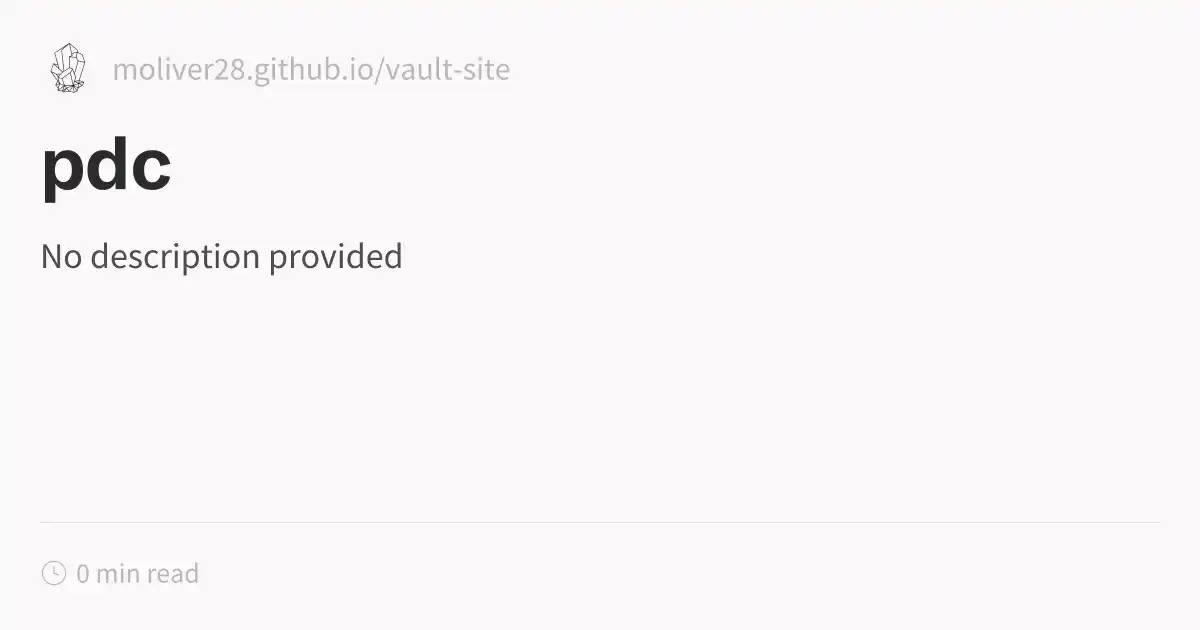 moliver28.github.io/vault-site
pdc
No description provided
0 min read